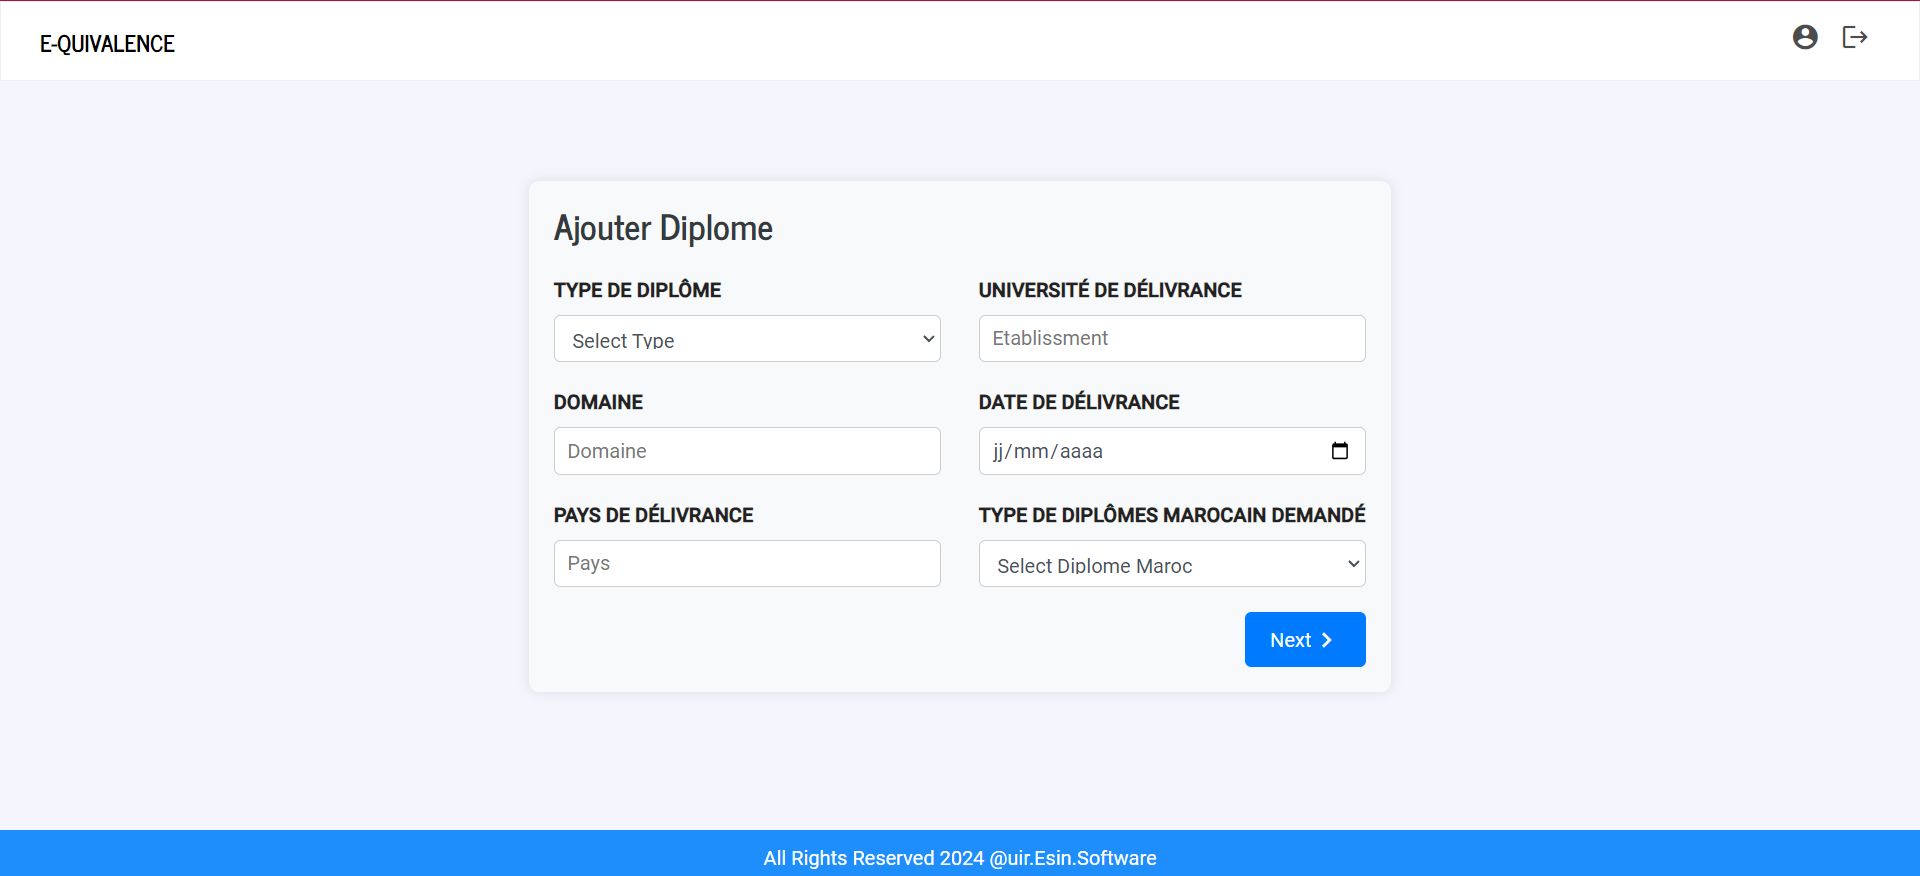 E-QUIVALENCE
Ajouter Diplome
TYPE DE DIPLÔME
UNIVERSITÉ DE DÉLIVRANCE
Select Type
Etablissment
DOMAINE
DATE DE DÉLIVRANCE
Domaine
jj/mm/aaaa
PAYS DE DÉLIVRANCE
TYPE DE DIPLÔMES MAROCAIN DEMANDÉ
Pays
Select Diplome Maroc
Next
All Rights Reserved 2024 @uir.Esin.Software